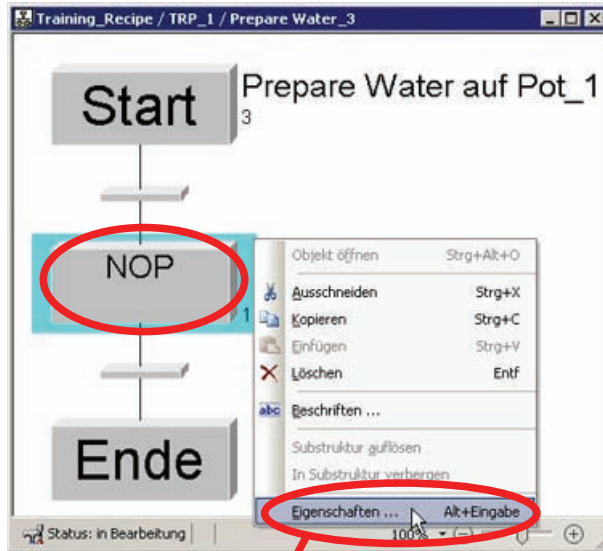 Training_Recipe / TRP_1 / Prepare Water_3
Start
Prepare Water auf Pot_1
3
NOP
1
Ende
Objekt öffnen Strg+Alt+O
Ausschneiden Strg+X
Kopieren Strg+C
Einfügen Strg+V
Löschen Entf
abc Beschriften ...
Substruktur auflösen
In Substruktur verbergen
Eigenschaften ... Alt+Eingabe
Status: in Bearbeitung
100%